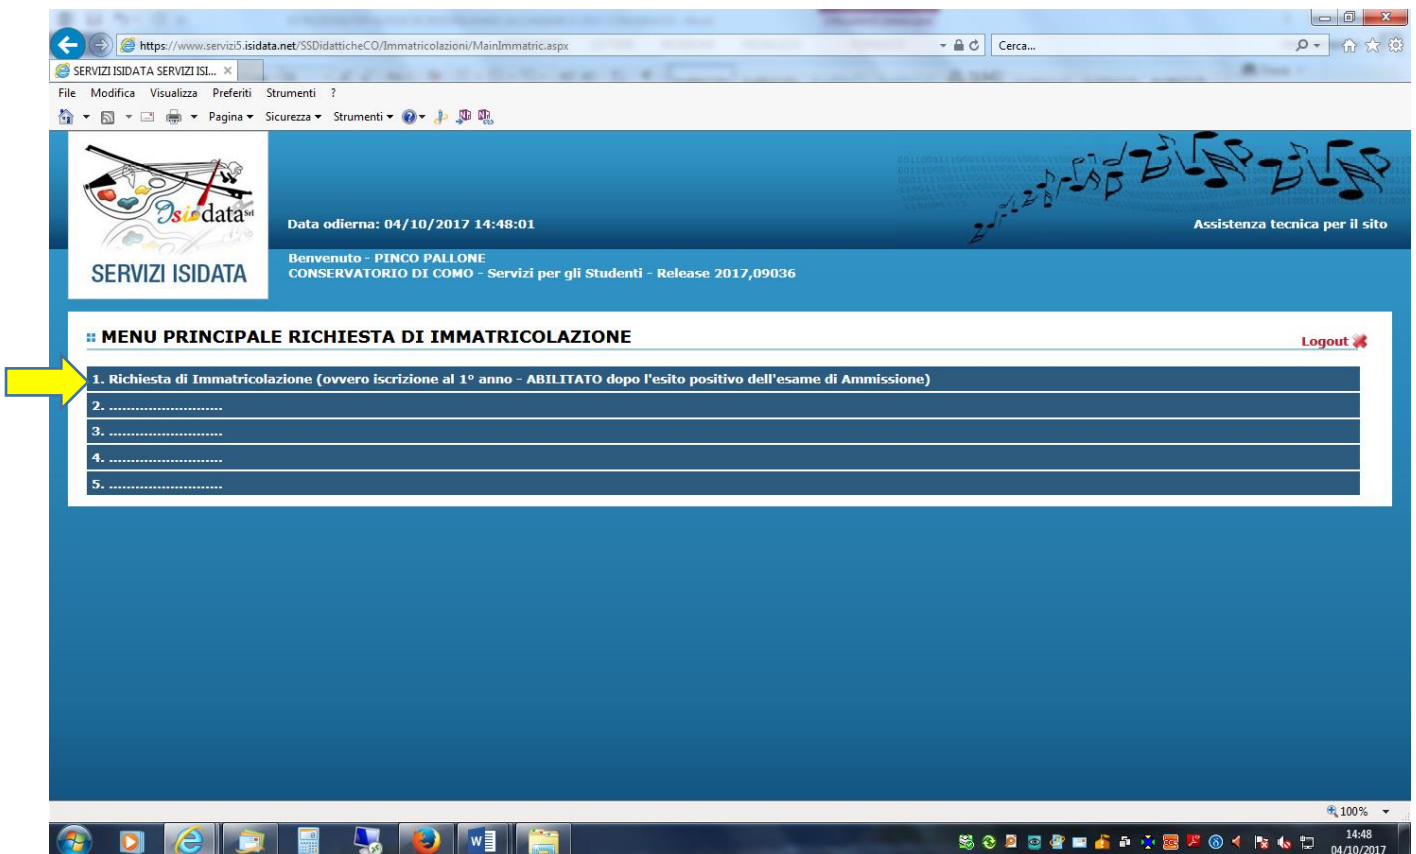 https://www.servizi5.isidata.net/SSDidatticheCO/Immatricolazioni/MainImmatric.aspx
Cerca...
SERVIZI ISIDATA SERVIZI ISI...
File Modifica Visualizza Preferiti Strumenti ?
Pagina Sicurezza Strumenti
Isidata Srl
SERVIZI ISIDATA
Data odierna: 04/10/2017 14:48:01
Assistenza tecnica per il sito
Benvenuto - PINCO PALLONE
CONSERVATORIO DI COMO - Servizi per gli Studenti - Release 2017,09036
MENU PRINCIPALE RICHIESTA DI IMMATRICOLAZIONE
Logout
1. Richiesta di Immatricolazione (ovvero iscrizione al 1° anno - ABILITATO dopo l'esito positivo dell'esame di Ammissione)
2. ..........................
3. ..........................
4. ..........................
5. ..........................
100%
14:48
04/10/2017